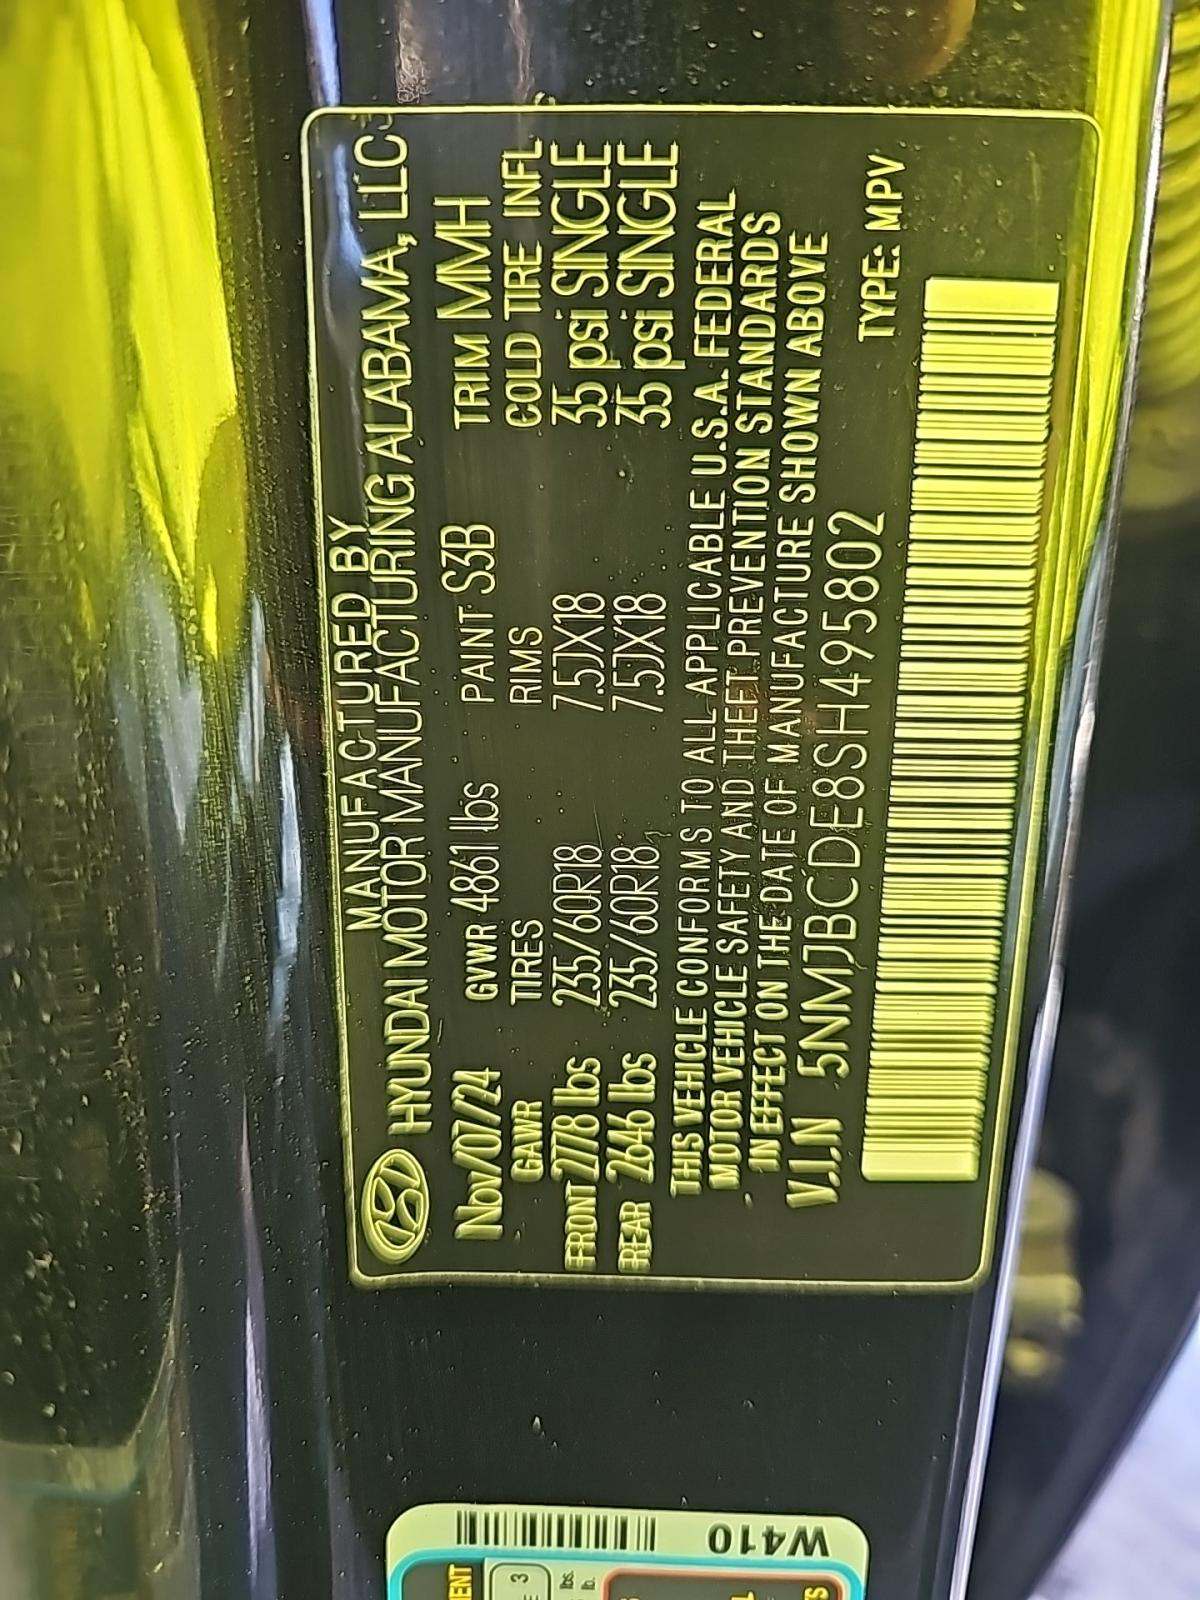 MANUFACTURED BY
HYUNDAI MOTOR MANUFACTURING ALABAMA, LLC
Nov/07/24 GVWR 4861 lbs PAINT S3B TRIM MMH
GAWR TIRES RIMS COLD TIRE INFL
FRONT 2778 lbs 235/60R18 7.5JX18 35 psi SINGLE
REAR 2646 lbs 235/60R18 7.5JX18 35 psi SINGLE
THIS VEHICLE CONFORMS TO ALL APPLICABLE U.S.A. FEDERAL
MOTOR VEHICLE SAFETY AND THEFT PREVENTION STANDARDS
IN EFFECT ON THE DATE OF MANUFACTURE SHOWN ABOVE
V.I.N 5NMJBCDE8SH495802 TYPE: MPV
W410
3
lbs.
lb.